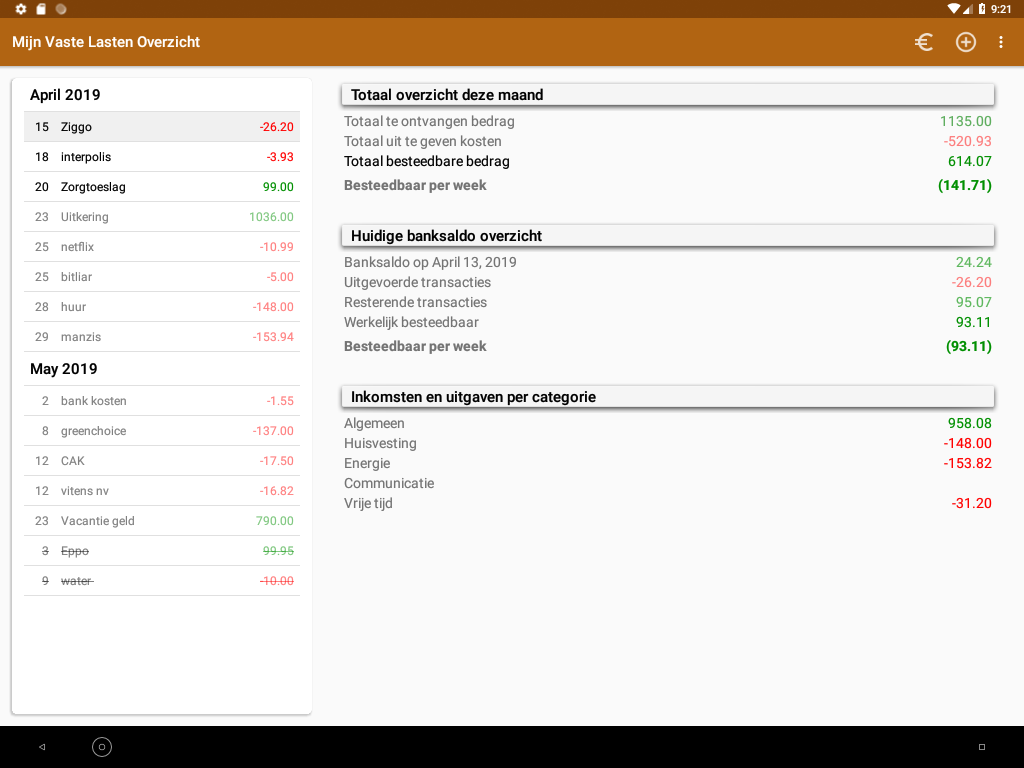 9:21
Mijn Vaste Lasten Overzicht
April 2019
15 Ziggo -26.20
18 interpolis -3.93
20 Zorgtoeslag 99.00
23 Uitkering 1036.00
25 netflix -10.99
25 bitliar -5.00
28 huur -148.00
29 manzis -153.94
May 2019
2 bank kosten -1.55
8 greenchoice -137.00
12 CAK -17.50
12 vitens nv -16.82
23 Vacantie geld 790.00
3 Eppo 99.95
9 water -10.00
Totaal overzicht deze maand
Totaal te ontvangen bedrag 1135.00
Totaal uit te geven kosten -520.93
Totaal besteedbare bedrag 614.07
Besteedbaar per week (141.71)
Huidige banksaldo overzicht
Banksaldo op April 13, 2019 24.24
Uitgevoerde transacties -26.20
Resterende transacties 95.07
Werkelijk besteedbaar 93.11
Besteedbaar per week (93.11)
Inkomsten en uitgaven per categorie
Algemeen 958.08
Huisvesting -148.00
Energie -153.82
Communicatie
Vrije tijd -31.20